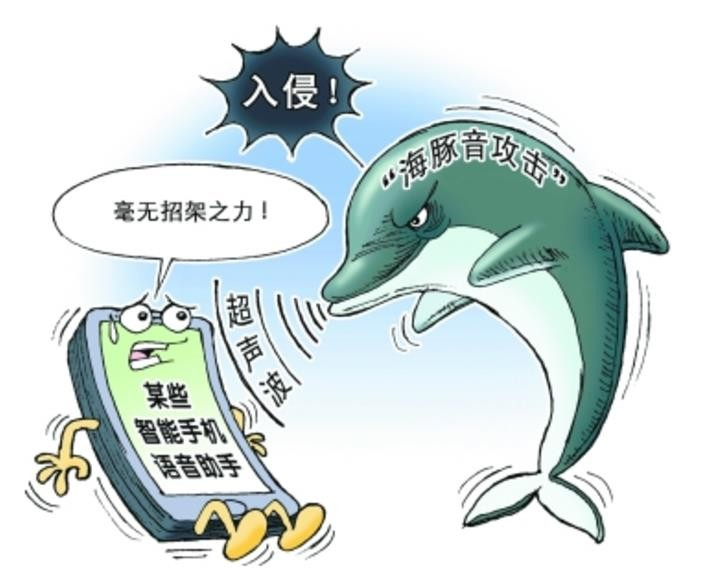 入侵！
“海豚音攻击”
毫无招架之力！
超声波
某些
智能手机
语音助手